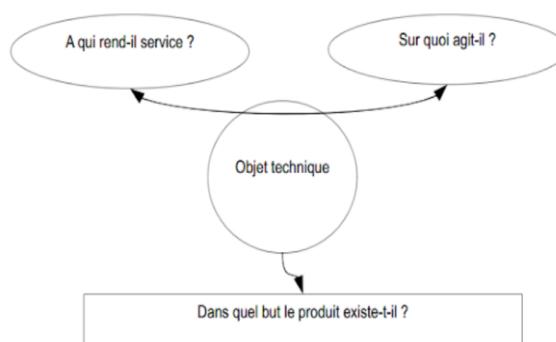 A qui rend-il service ?
Sur quoi agit-il ?
Objet technique
Dans quel but le produit existe-t-il ?